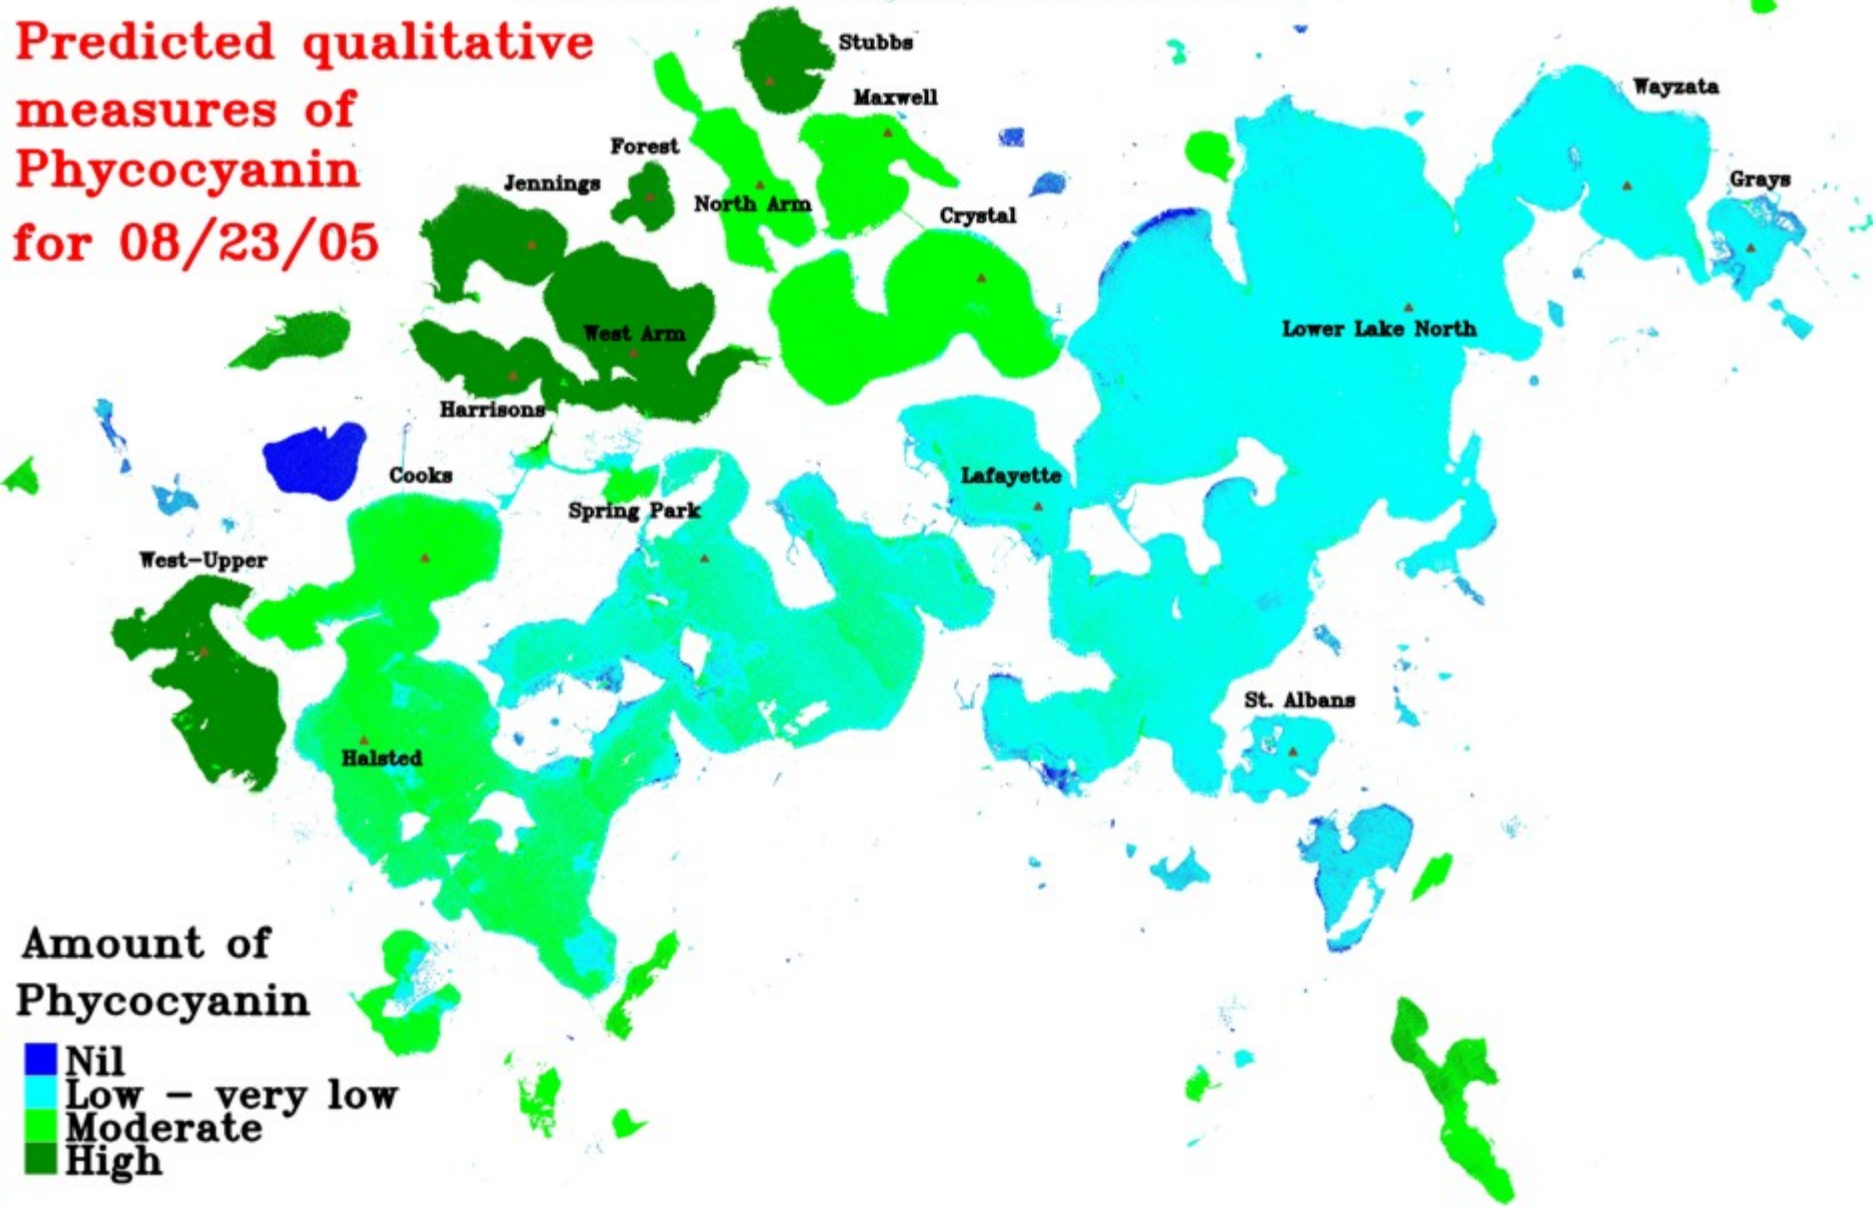 Predicted qualitative
measures of
Phycocyanin
for 08/23/05
Stubbs
Maxwell
Wayzata
Forest
Jennings
North Arm
Grays
Crystal
West Arm
Lower Lake North
Harrisons
Cooks
Lafayette
Spring Park
West-Upper
St. Albans
Halsted
Amount of
Phycocyanin
Nil
Low - very low
Moderate
High